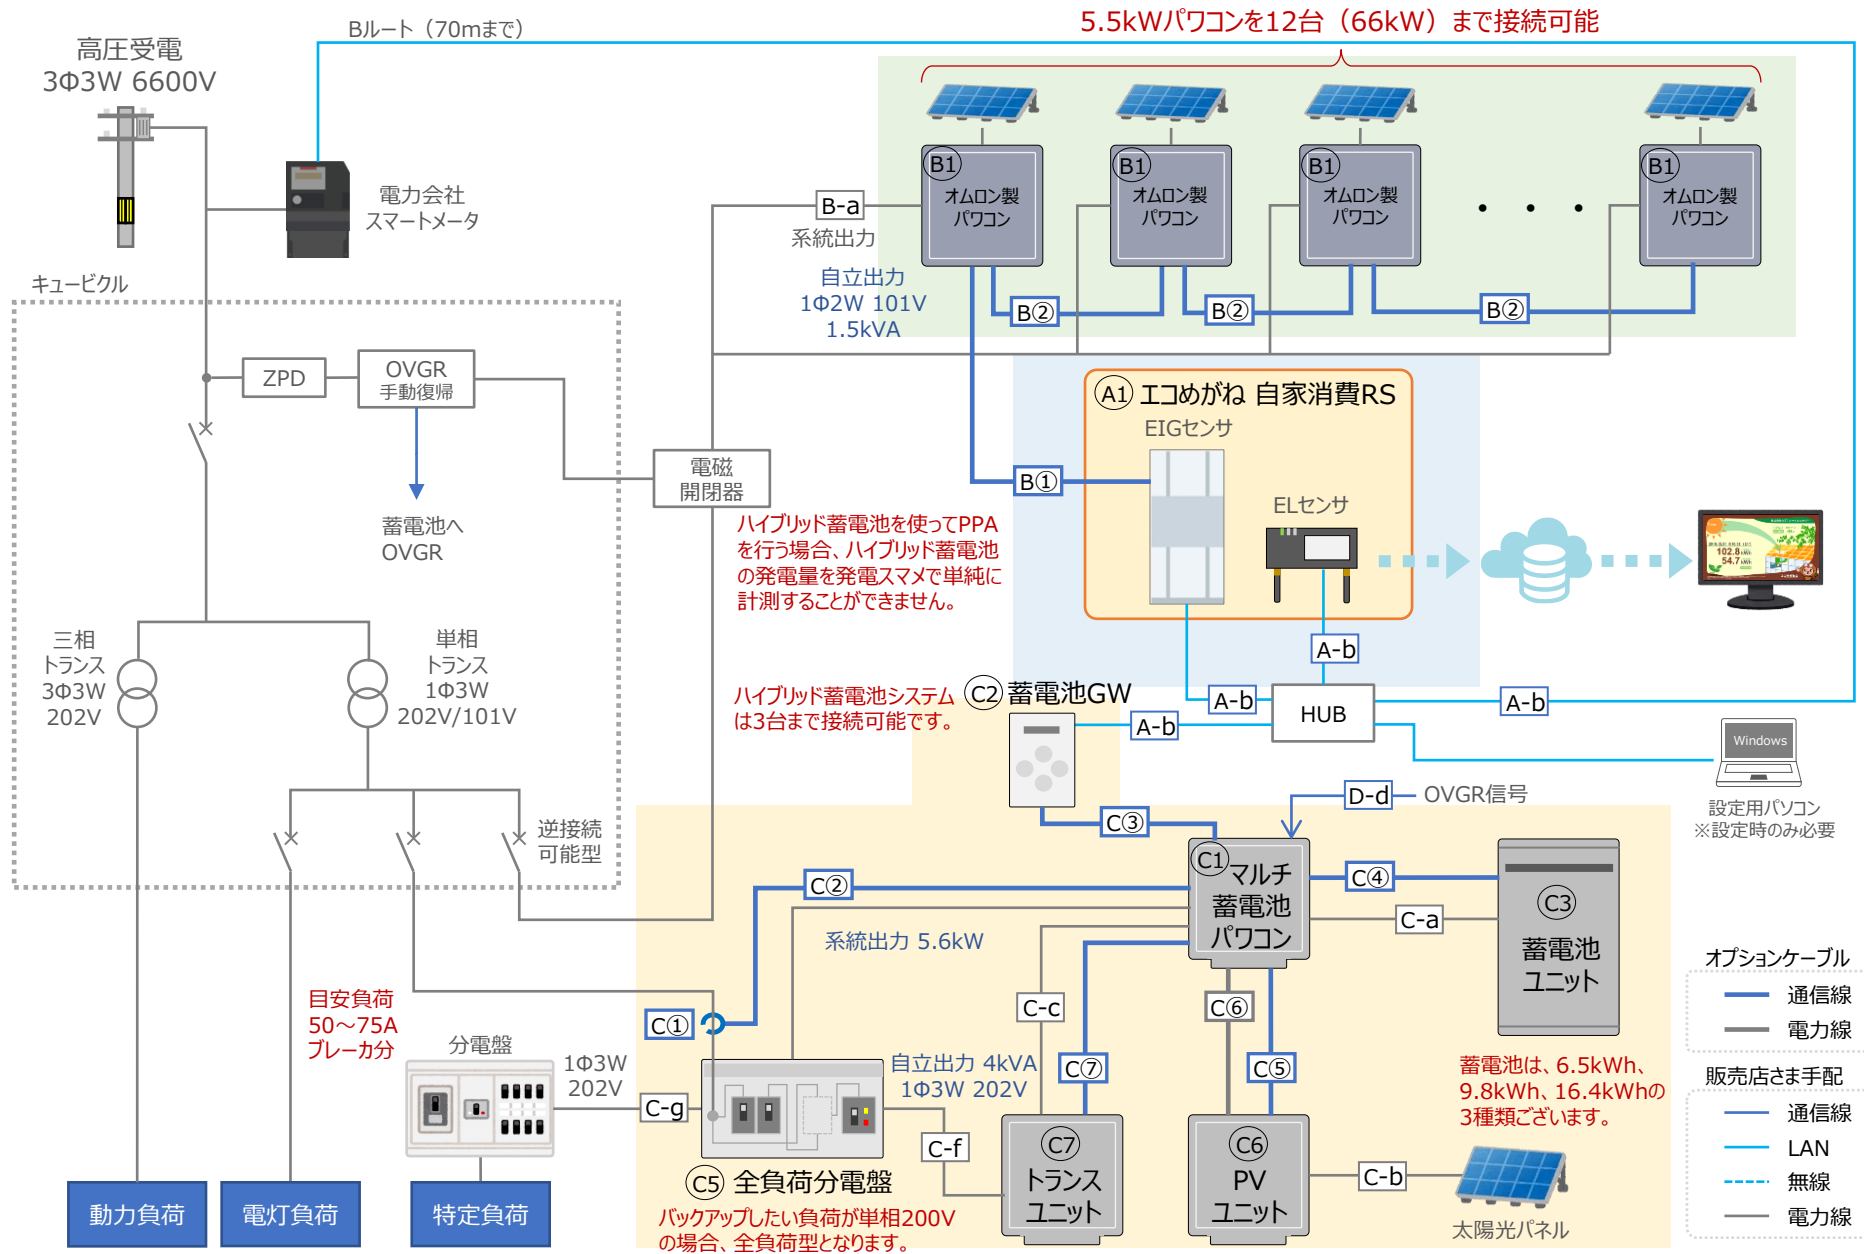 5.5kWパワコンを12台（66kW）まで接続可能
Bルート（70mまで）
高圧受電
3Φ3W 6600V
電力会社
スマートメータ
キュービクル
B1
オムロン製
パワコン
B1
オムロン製
パワコン
B1
オムロン製
パワコン
・・・
B1
オムロン製
パワコン
B-a
系統出力
自立出力
1Φ2W 101V
1.5kVA
B②
B②
B②
ZPD
OVGR
手動復帰
蓄電池へ
OVGR
電磁
開閉器
B①
A1 エコめがね 自家消費RS
EIGセンサ
ELセンサ
102.8 kWh
54.7 kWh
ハイブリッド蓄電池を使ってPPA
を行う場合、ハイブリッド蓄電池
の発電量を発電スマメで単純に
計測することができません。
三相
トランス
3Φ3W
202V
単相
トランス
1Φ3W
202V/101V
A-b
A-b
A-b
A-b
HUB
ハイブリッド蓄電池システム
は3台まで接続可能です。
C2 蓄電池GW
Windows
設定用パソコン
※設定時のみ必要
D-d
OVGR信号
C③
逆接続
可能型
C②
C1
マルチ
蓄電池
パワコン
C④
C-a
C3
蓄電池
ユニット
系統出力 5.6kW
目安負荷
50～75A
ブレーカ分
C①
C-c
C⑥
C⑦
C⑤
分電盤
1Φ3W
202V
C-g
自立出力 4kVA
1Φ3W 202V
C-f
C7
トランス
ユニット
C6
PV
ユニット
C-b
太陽光パネル
蓄電池は、6.5kWh、
9.8kWh、16.4kWhの
3種類ございます。
C5 全負荷分電盤
バックアップしたい負荷が単相200V
の場合、全負荷型となります。
動力負荷
電灯負荷
特定負荷
オプションケーブル
通信線
電力線
販売店さま手配
通信線
LAN
無線
電力線